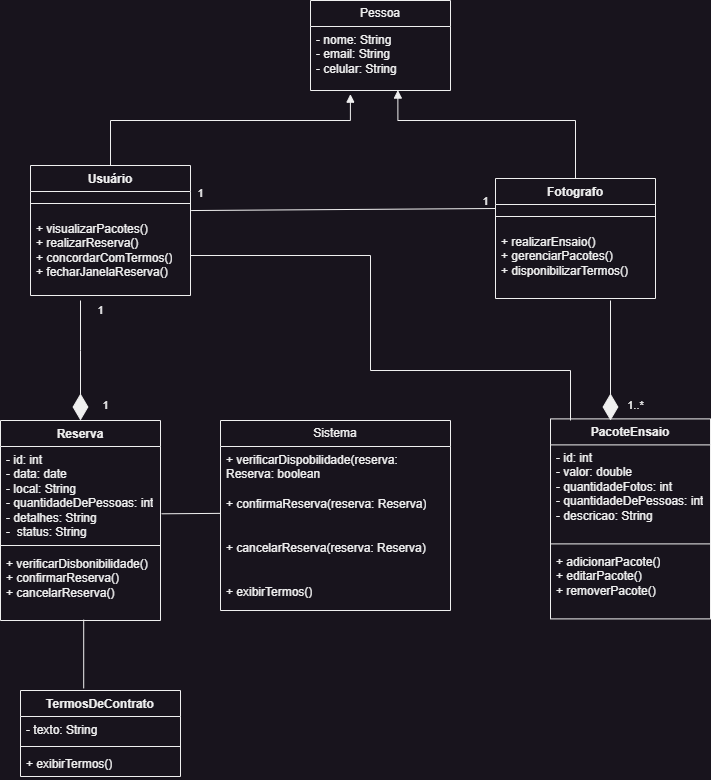 Pessoa
- nome: String
- email: String
- celular: String
Usuário
+ visualizarPacotes()
+ realizarReserva()
+ concordarComTermos()
+ fecharJanelaReserva()
1
1
Fotografo
+ realizarEnsaio()
+ gerenciarPacotes()
+ disponibilizarTermos()
1
1
1..*
Reserva
- id: int
- data: date
- local: String
- quantidadeDePessoas: int
- detalhes: String
- status: String
+ verificarDisbonibilidade()
+ confirmarReserva()
+ cancelarReserva()
Sistema
+ verificarDispobilidade(reserva:
Reserva: boolean
+ confirmaReserva(reserva: Reserva)
+ cancelarReserva(reserva: Reserva)
+ exibirTermos()
PacoteEnsaio
- id: int
- valor: double
- quantidadeFotos: int
- quantidadeDePessoas: int
- descricao: String
+ adicionarPacote()
+ editarPacote()
+ removerPacote()
TermosDeContrato
- texto: String
+ exibirTermos()